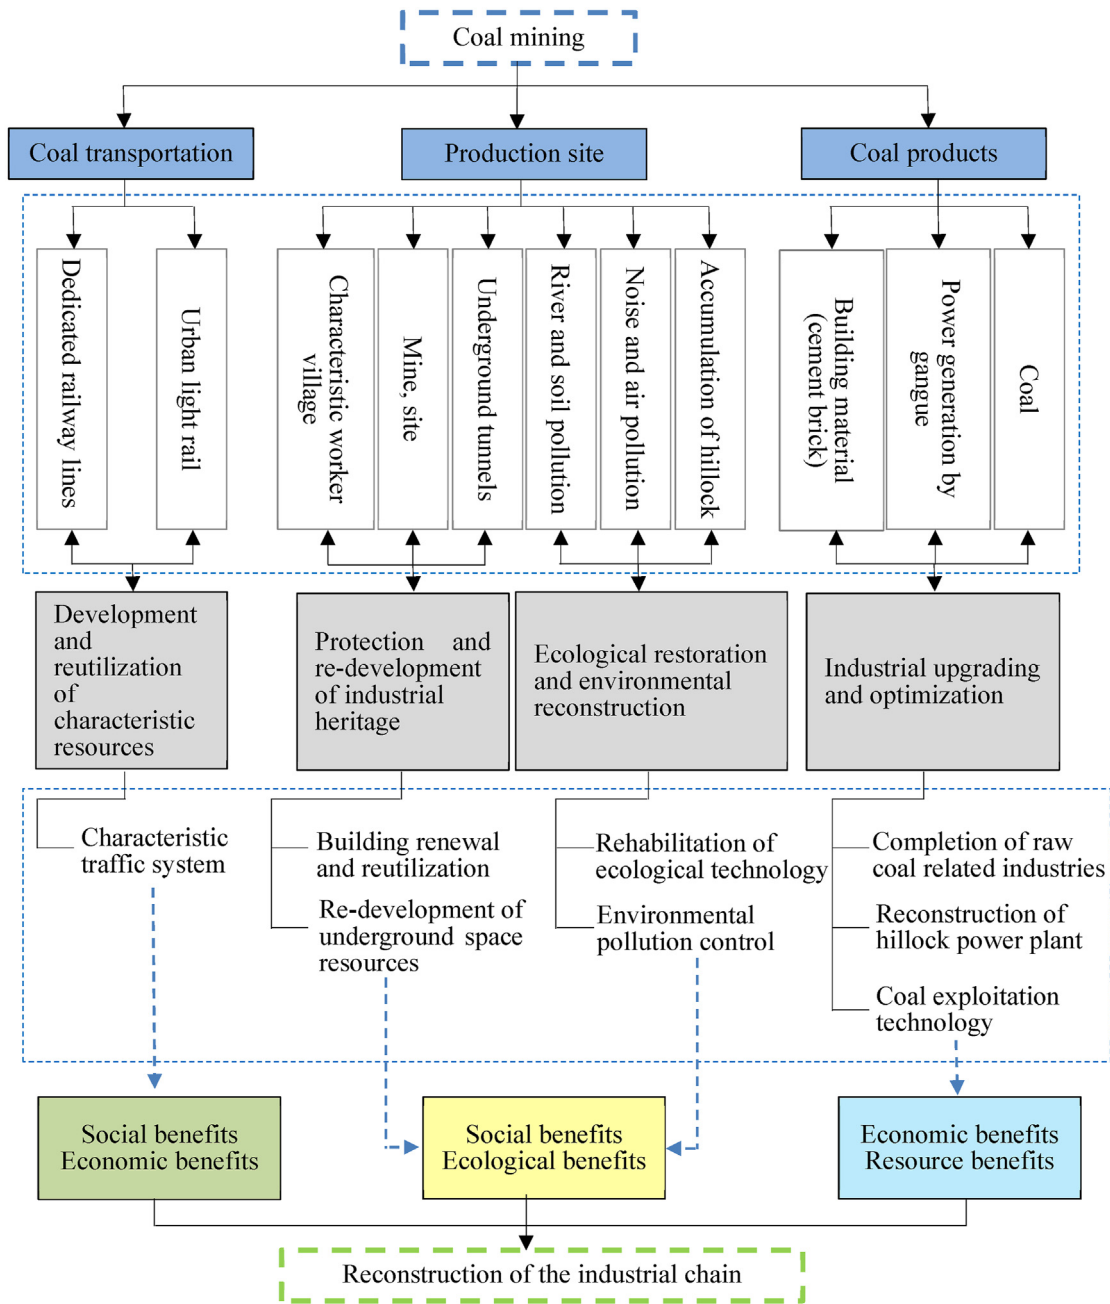 Coal mining
Coal transportation
Production site
Coal products
Dedicated railway lines
Urban light rail
Characteristic worker
village
Mine, site
Underground tunnels
River and soil pollution
Noise and air pollution
Accumulation of hillock
Building material
(cement brick)
Power generation by
gangue
Coal
Development
and
reutilization
of
characteristic
resources
Protection and
re-development
of industrial
heritage
Ecological restoration
and environmental
reconstruction
Industrial upgrading
and optimization
Characteristic
traffic system
Building renewal
and reutilization
Re-development of
underground space
resources
Rehabilitation of
ecological technology
Environmental
pollution control
Completion of raw
coal related industries
Reconstruction of
hillock power plant
Coal exploitation
technology
Social benefits
Economic benefits
Social benefits
Ecological benefits
Economic benefits
Resource benefits
Reconstruction of the industrial chain